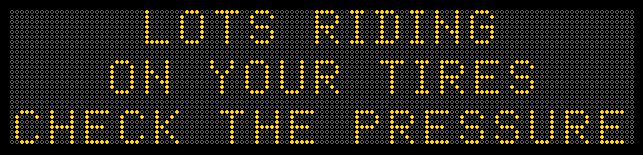 LOTS RIDING
ON YOUR TIRES
CHECK THE PRESSURE